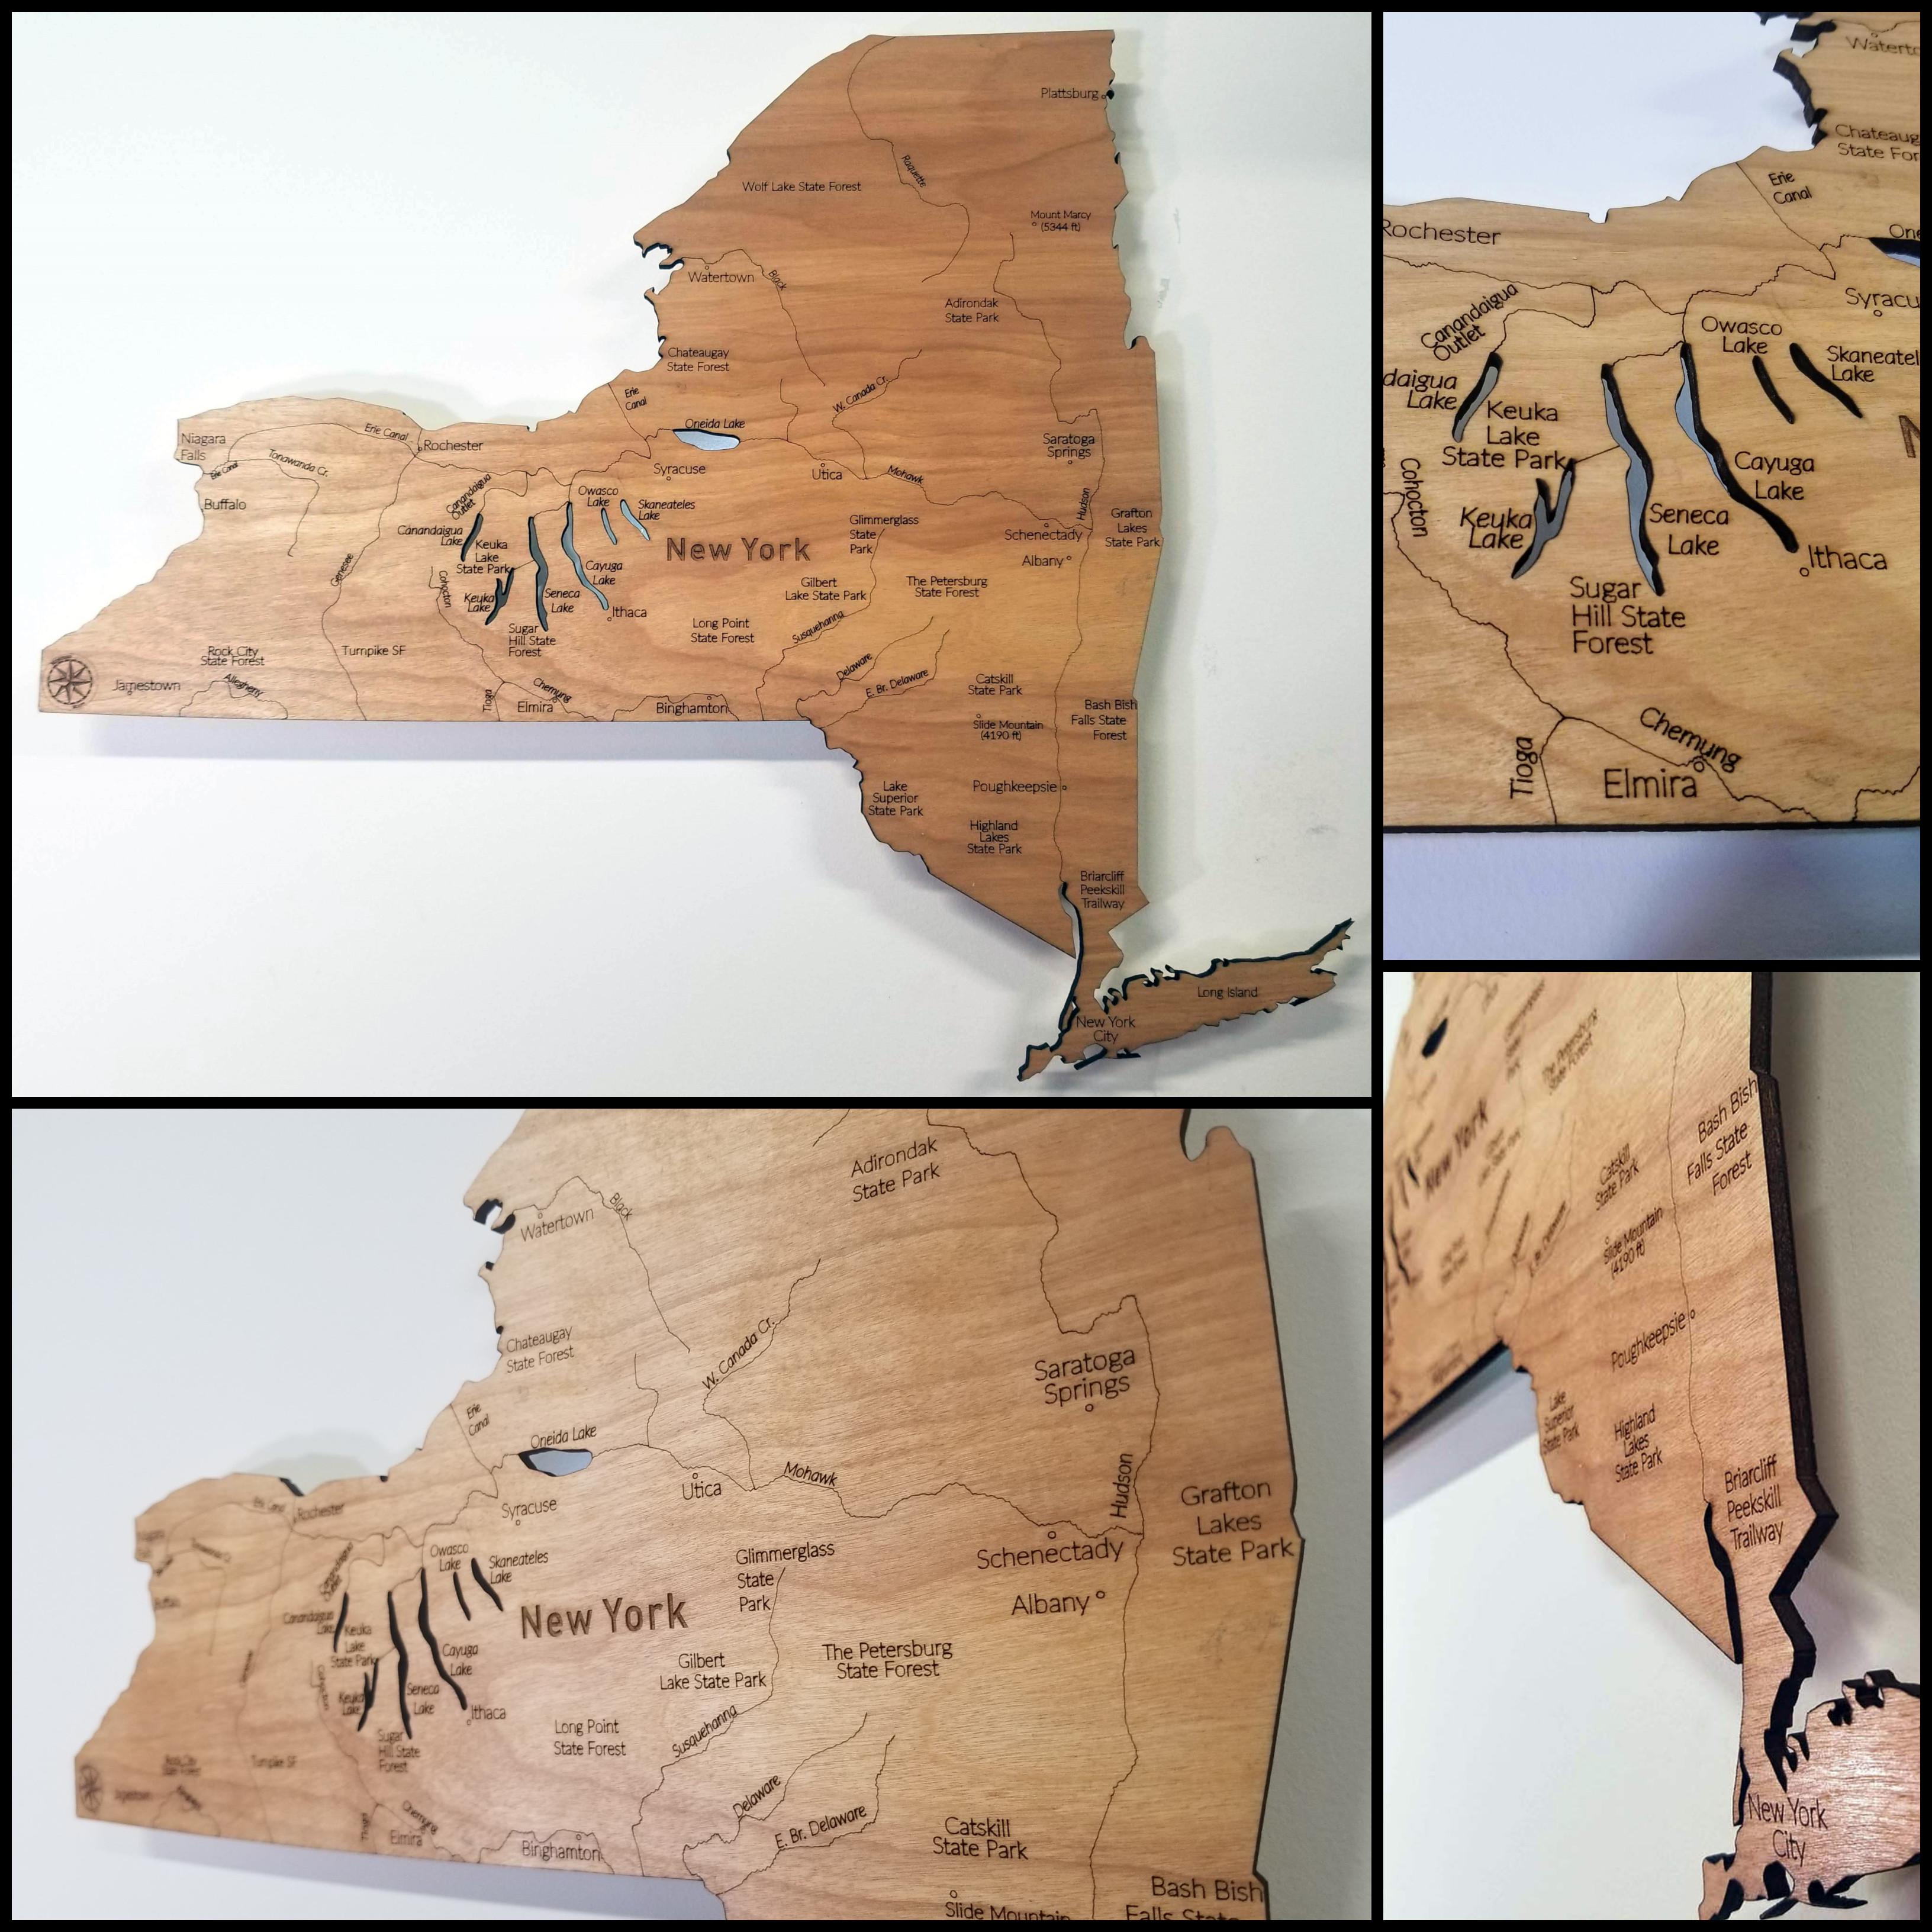 Plattsburg
Raquette
Wolf Lake State Forest
Mount Marcy
(5344 ft)
Watertown
Black
Adirondak
State Park
Chateaugay
State Forest
Erie
Canal
W. Canada Cr.
Oneida Lake
Niagara
Falls
Erie Canal
Rochester
Saratoga
Springs
Erie Canal
Tonawanda Cr.
Syracuse
Utica
Mohawk
Buffalo
Canandaigua
Outlet
Owasco
Lake
Skaneateles
Lake
Hudson
Glimmerglass
State
Park
Grafton
Lakes
State Park
Canandaigua
Lake
Keuka
Lake
State Park
New York
Schenectady
Albany
Genesee
Cohocton
Cayuga
Lake
Keyka
Lake
Seneca
Lake
Gilbert
Lake State Park
The Petersburg
State Forest
Ithaca
Sugar
Hill State
Forest
Long Point
State Forest
Susquehanna
Rock City
State Forest
Turnpike SF
Delaware
E. Br. Delaware
Jamestown
Allegheny
Tioga
Chemung
Elmira
Binghamton
Catskill
State Park
Slide Mountain
(4190 ft)
Bash Bish
Falls State
Forest
Lake
Superior
State Park
Poughkeepsie
Highland
Lakes
State Park
Briarcliff
Peekskill
Trailway
Long Island
New York
City
Waterto
Chateaug
State For
Erie
Canal
Rochester
One
Canandaigua
Outlet
Syracu
Owasco
Lake
Skaneatel
Lake
daigua
Lake
Keuka
Lake
State Park
Cayuga
Lake
Cohocton
Keyka
Lake
Seneca
Lake
N
Ithaca
Sugar
Hill State
Forest
Chemung
Tioga
Elmira
Adirondak
State Park
Watertown
Black
Chateaugay
State Forest
W. Canada Cr.
Saratoga
Springs
Erie
Canal
Oneida Lake
Rochester
Syracuse
Utica
Mohawk
Hudson
Grafton
Lakes
State Park
Owasco
Lake
Skaneateles
Lake
Glimmerglass
State
Park
Schenectady
Albany
Canandaigua
Lake
Keuka
Lake
State Park
New York
Cayuga
Lake
Keyka
Lake
Seneca
Lake
Gilbert
Lake State Park
The Petersburg
State Forest
Ithaca
Sugar
Hill State
Forest
Long Point
State Forest
Susquehanna
Turnpike SF
Delaware
E. Br. Delaware
Chemung
Elmira
Binghamton
Catskill
State Park
Slide Mountain
Bash Bish
Falls State
The Petersburg
State Forest
New York
Bash Bish
Falls State
Forest
Catskill
State Park
Slide Mountain
(4190 ft)
Poughkeepsie
Lake
Superior
State Park
Highland
Lakes
State Park
Briarcliff
Peekskill
Trailway
New York
City